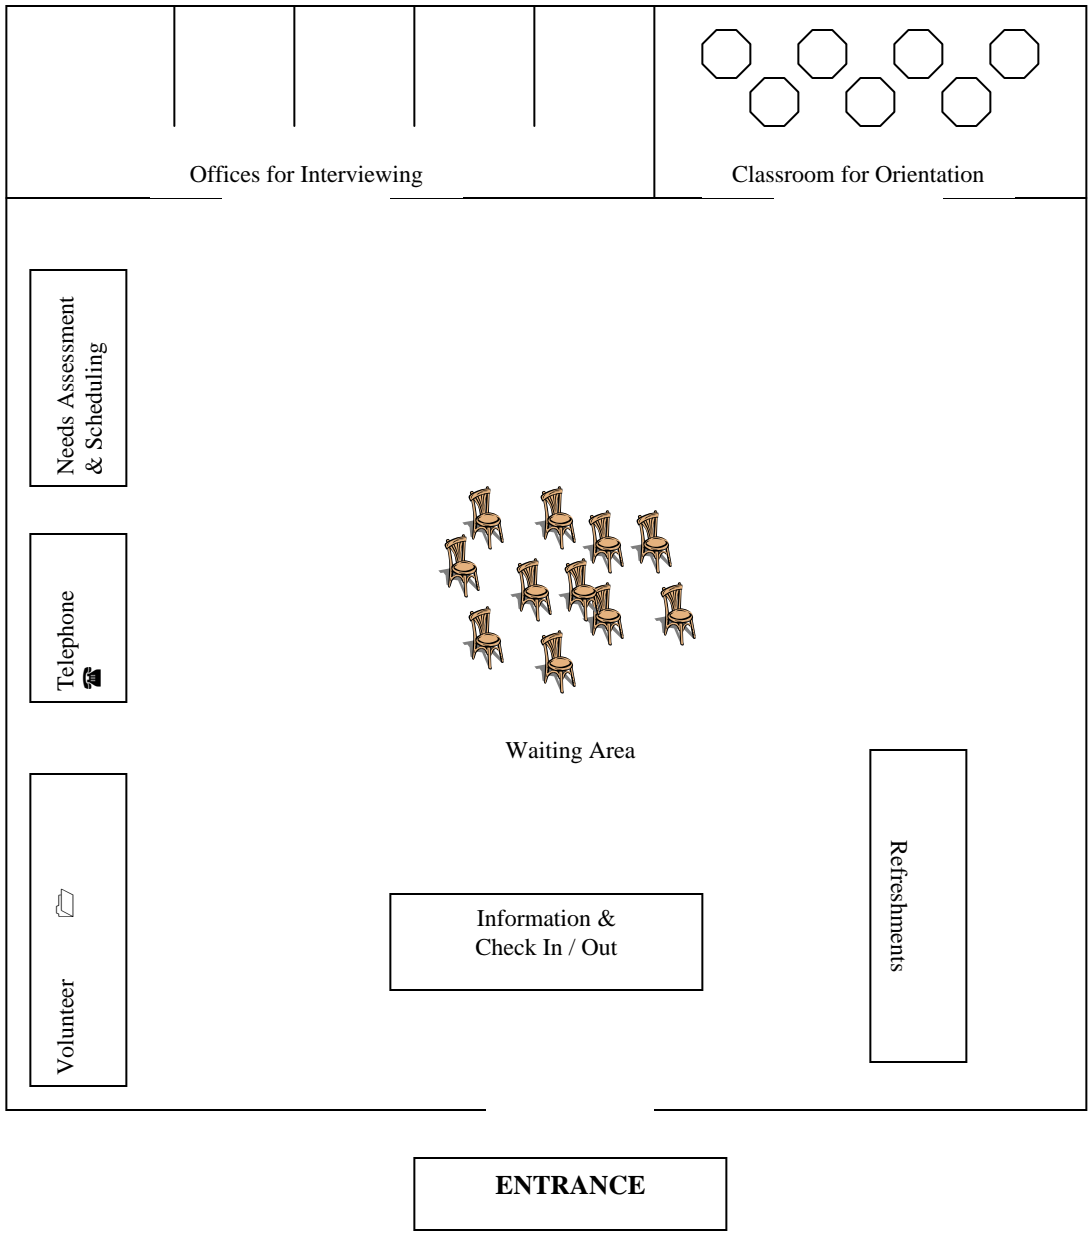 Offices for Interviewing
Classroom for Orientation
Needs Assessment
& Scheduling
Telephone
Waiting Area
Refreshments
Information &
Check In / Out
Volunteer
ENTRANCE